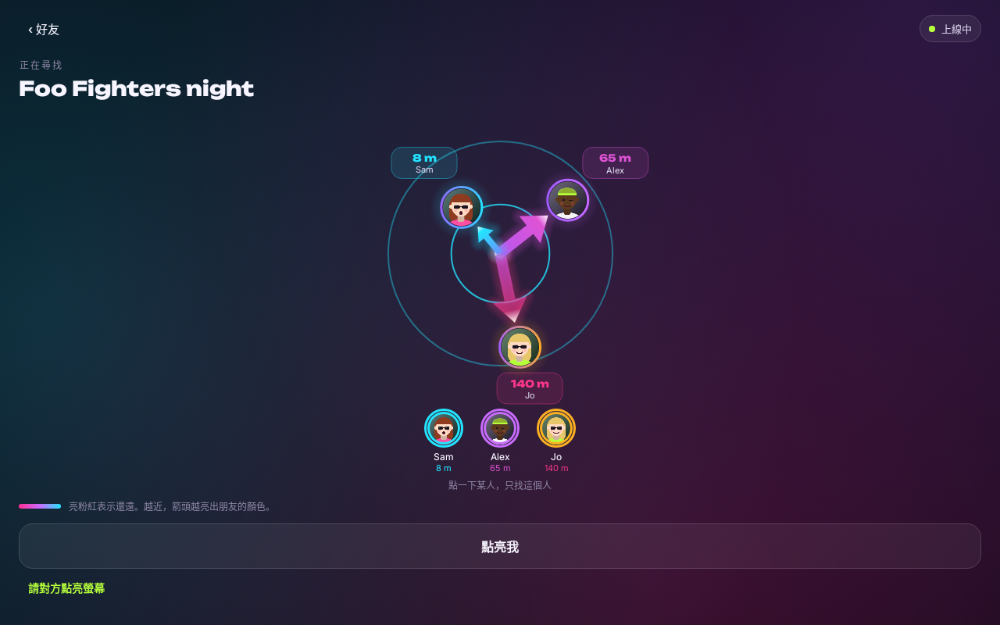 ‹ 好友
上線中
正在尋找
Foo Fighters night
8 m
Sam
65 m
Alex
140 m
Jo
Sam
8 m
Alex
65 m
Jo
140 m
點一下某人，只找這個人
亮粉紅表示還遠。越近，箭頭越亮出朋友的顏色。
點亮我
請對方點亮螢幕